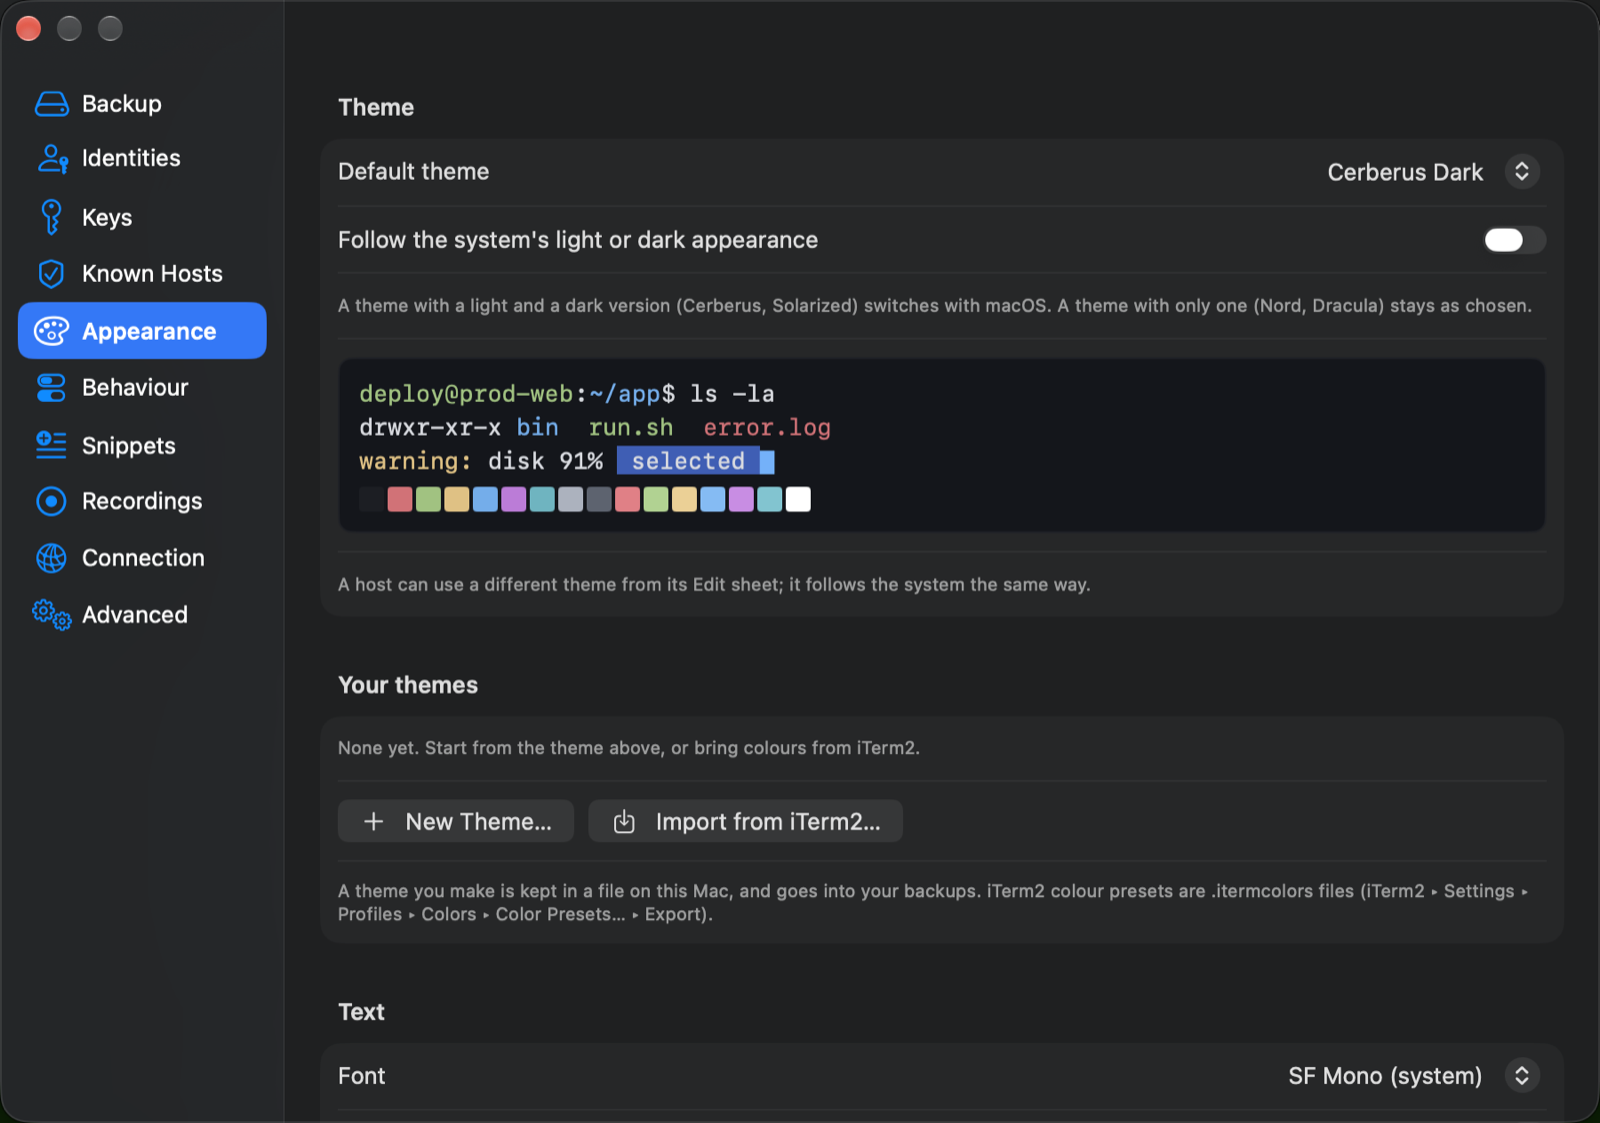 Backup
Identities
Keys
Known Hosts
Appearance
Behaviour
Snippets
Recordings
Connection
Advanced
Theme
Default theme
Cerberus Dark
Follow the system's light or dark appearance
A theme with a light and a dark version (Cerberus, Solarized) switches with macOS. A theme with only one (Nord, Dracula) stays as chosen.
deploy@prod-web:~/app$ ls -la
drwxr-xr-x bin run.sh error.log
warning: disk 91% selected
A host can use a different theme from its Edit sheet; it follows the system the same way.
Your themes
None yet. Start from the theme above, or bring colours from iTerm2.
New Theme...
Import from iTerm2...
A theme you make is kept in a file on this Mac, and goes into your backups. iTerm2 colour presets are .itermcolors files (iTerm2 ▸ Settings ▸
Profiles ▸ Colors ▸ Color Presets... ▸ Export).
Text
Font
SF Mono (system)